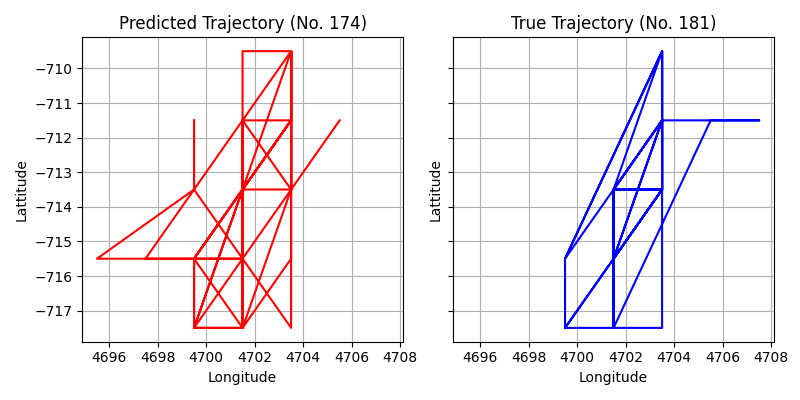 Predicted Trajectory (No. 174)
True Trajectory (No. 181)
Lattitude
−710
−711
−712
−713
−714
−715
−716
−717
4696 4698 4700 4702 4704 4706 4708
Longitude
Lattitude
4696 4698 4700 4702 4704 4706 4708
Longitude